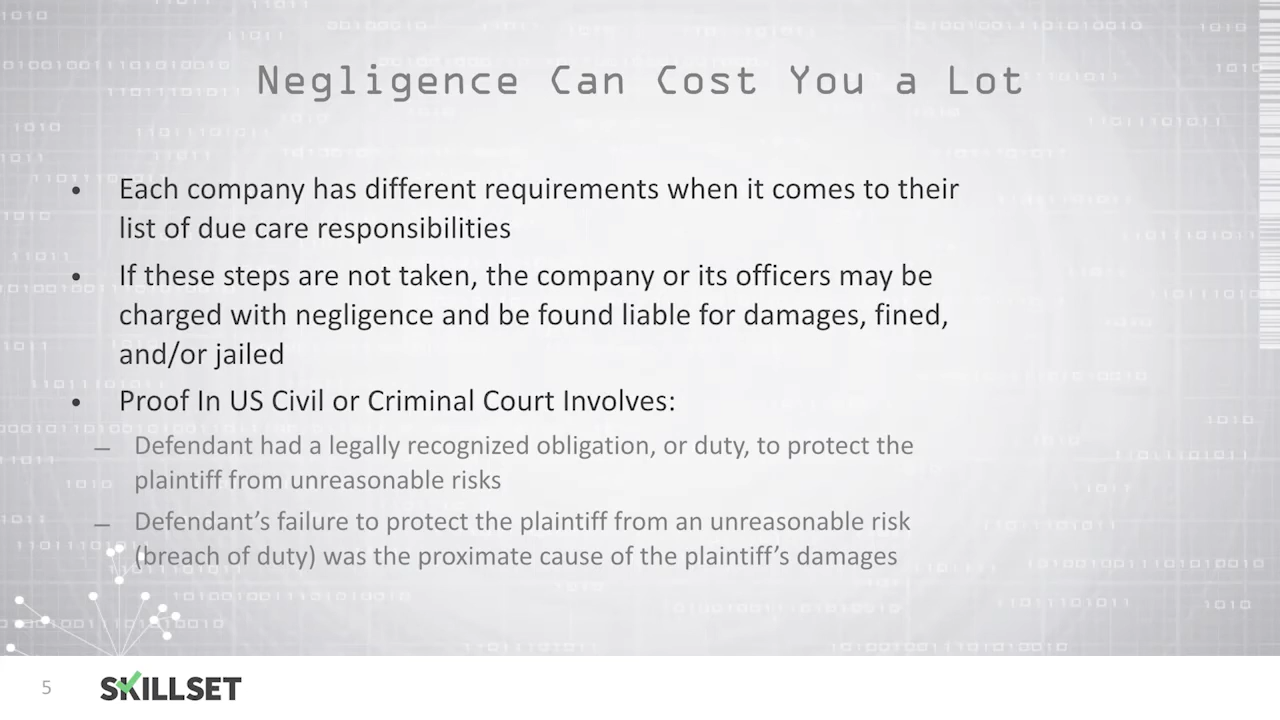 Negligence Can Cost You a Lot
• Each company has different requirements when it comes to their
list of due care responsibilities
• If these steps are not taken, the company or its officers may be
charged with negligence and be found liable for damages, fined,
and/or jailed
• Proof In US Civil or Criminal Court Involves:
– Defendant had a legally recognized obligation, or duty, to protect the
plaintiff from unreasonable risks
– Defendant’s failure to protect the plaintiff from an unreasonable risk
(breach of duty) was the proximate cause of the plaintiff’s damages
5
SKILLSET